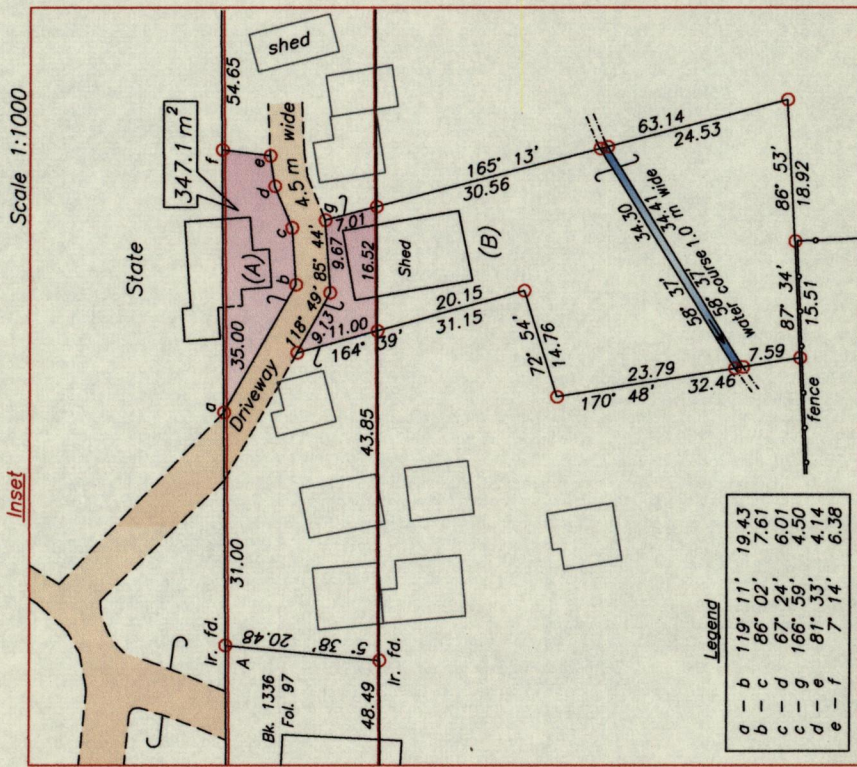 Scale 1:1000
Inset
State
347.1 m²
shed
54.65
f
e
d
4.5 m wide
(A)
c
b
g
7.01
35.00
a
Driveway
118° 49'
9.13
85° 44'
9.67
16.52
Shed
(B)
11.00
164° 39'
20.15
31.15
165° 13'
30.56
63.14
24.53
86° 53'
18.92
34.30
58° 37'
34.41
58° 37'
water course 1.0 m wide
72° 54'
14.76
23.79
170° 48'
32.46
7.59
87° 34'
15.51
fence
43.85
31.00
Ir. fd.
A
20.48
5° 38'
Ir. fd.
Bk. 1336
Fol. 97
48.49
Legend
a – b 119° 11' 19.43
b – c 86° 02' 7.61
c – d 67° 24' 6.01
c – g 166° 59' 4.50
d – e 81° 33' 4.14
e – f 7° 14' 6.38